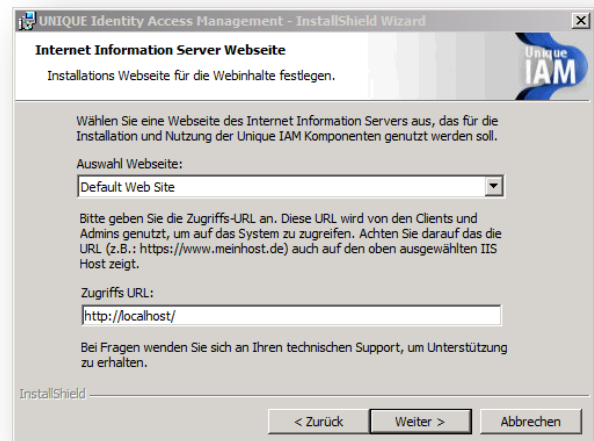 UNIQUE Identity Access Management - InstallShield Wizard
Internet Information Server Webseite
Installations Webseite für die Webinhalte festlegen.
Unique
IAM
Wählen Sie eine Webseite des Internet Information Servers aus, das für die
Installation und Nutzung der Unique IAM Komponenten genutzt werden soll.
Auswahl Webseite:
Default Web Site
Bitte geben Sie die Zugriffs-URL an. Diese URL wird von den Clients und
Admins genutzt, um auf das System zu zugreifen. Achten Sie darauf das die
URL (z.B.: https://www.meinhost.de) auch auf den oben ausgewählten IIS
Host zeigt.
Zugriffs URL:
http://localhost/
Bei Fragen wenden Sie sich an Ihren technischen Support, um Unterstützung
zu erhalten.
InstallShield
< Zurück Weiter > Abbrechen